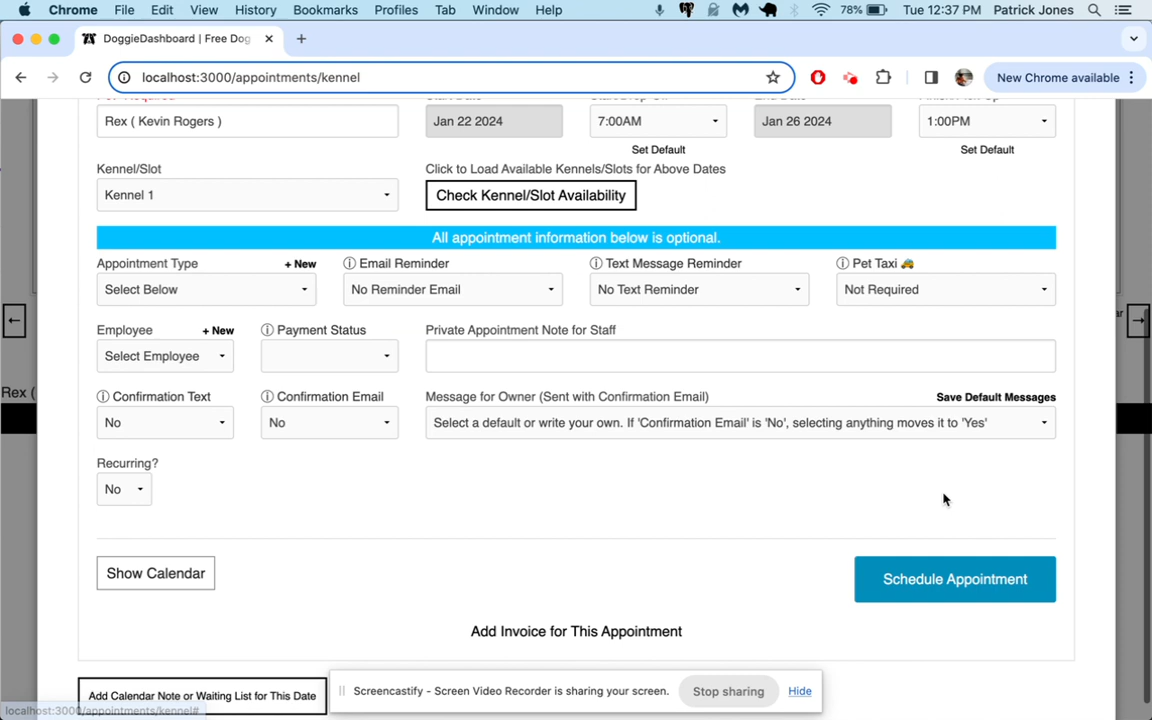 Chrome File Edit View History Bookmarks Profiles Tab Window Help 78% Tue 12:37 PM Patrick Jones
DoggieDashboard | Free Dog
localhost:3000/appointments/kennel
New Chrome available
Rex ( Kevin Rogers )
Jan 22 2024
7:00AM
Jan 26 2024
1:00PM
Set Default
Set Default
Kennel/Slot
Click to Load Available Kennels/Slots for Above Dates
Kennel 1
Check Kennel/Slot Availability
All appointment information below is optional.
Appointment Type
+ New
Email Reminder
Text Message Reminder
Pet Taxi
Select Below
No Reminder Email
No Text Reminder
Not Required
Employee
+ New
Payment Status
Private Appointment Note for Staff
Select Employee
Rex (
Confirmation Text
Confirmation Email
Message for Owner (Sent with Confirmation Email)
Save Default Messages
No
No
Select a default or write your own. If 'Confirmation Email' is 'No', selecting anything moves it to 'Yes'
Recurring?
No
Show Calendar
Schedule Appointment
Add Invoice for This Appointment
Add Calendar Note or Waiting List for This Date
Screencastify - Screen Video Recorder is sharing your screen.
Stop sharing
Hide
localhost:3000/appointments/kennel#